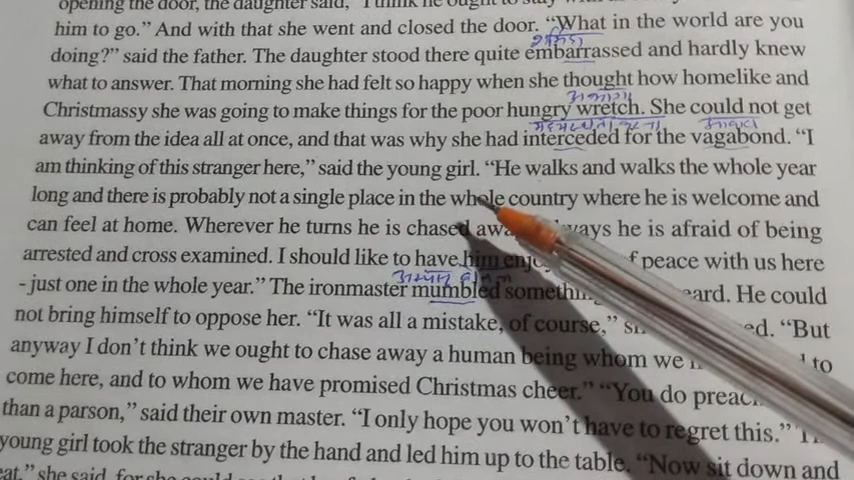 opening the door, the daughter said, "I think he ought to stay
him to go." And with that she went and closed the door. "What in the world are you
doing?" said the father. The daughter stood there quite embarrassed and hardly knew
what to answer. That morning she had felt so happy when she thought how homelike and
Christmassy she was going to make things for the poor hungry wretch. She could not get
away from the idea all at once, and that was why she had interceded for the vagabond. "I
am thinking of this stranger here," said the young girl. "He walks and walks the whole year
long and there is probably not a single place in the whole country where he is welcome and
can feel at home. Wherever he turns he is chased away. Always he is afraid of being
arrested and cross examined. I should like to have him enjoy of peace with us here
- just one in the whole year." The ironmaster mumbled something beard. He could
not bring himself to oppose her. "It was all a mistake, of course," "But
anyway I don't think we ought to chase away a human being whom we to
come here, and to whom we have promised Christmas cheer." "You do preach
than a parson," said their own master. "I only hope you won't have to regret this."
young girl took the stranger by the hand and led him up to the table. "Now sit down and
eat," she said, for she could see that